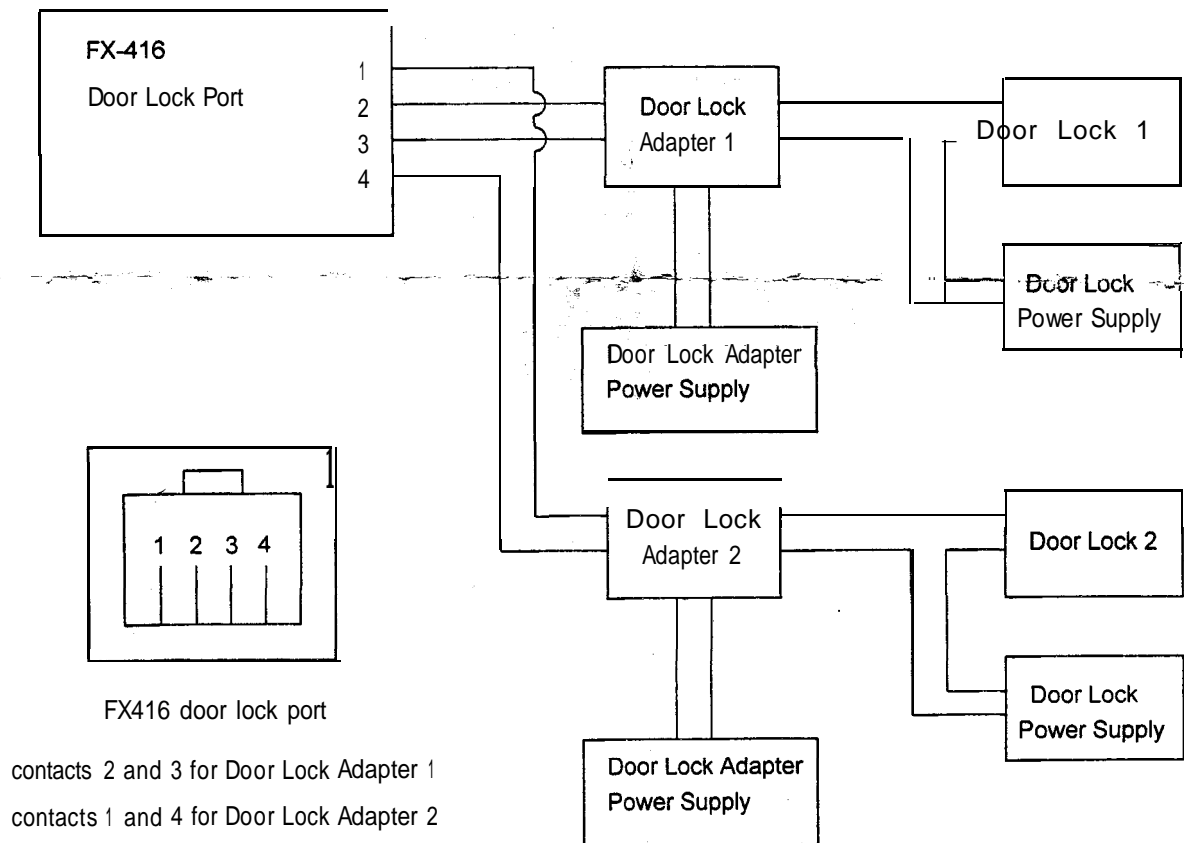 FX-416
Door Lock Port
1
2
3
4
Door Lock
Adapter 1
Door Lock 1
Door Lock
Power Supply
Door Lock Adapter
Power Supply
1 2 3 4
FX416 door lock port
contacts 2 and 3 for Door Lock Adapter 1
contacts 1 and 4 for Door Lock Adapter 2
Door Lock
Adapter 2
Door Lock 2
Door Lock
Power Supply
Door Lock Adapter
Power Supply